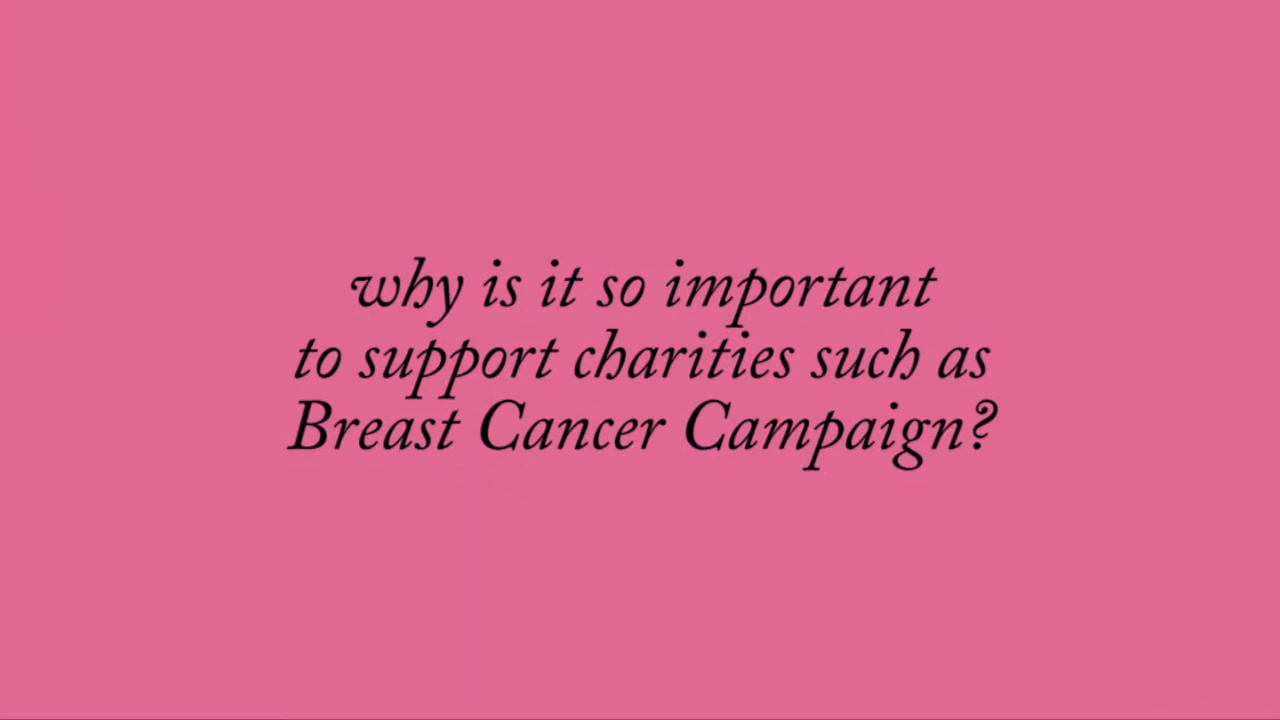 why is it so important
to support charities such as
Breast Cancer Campaign?